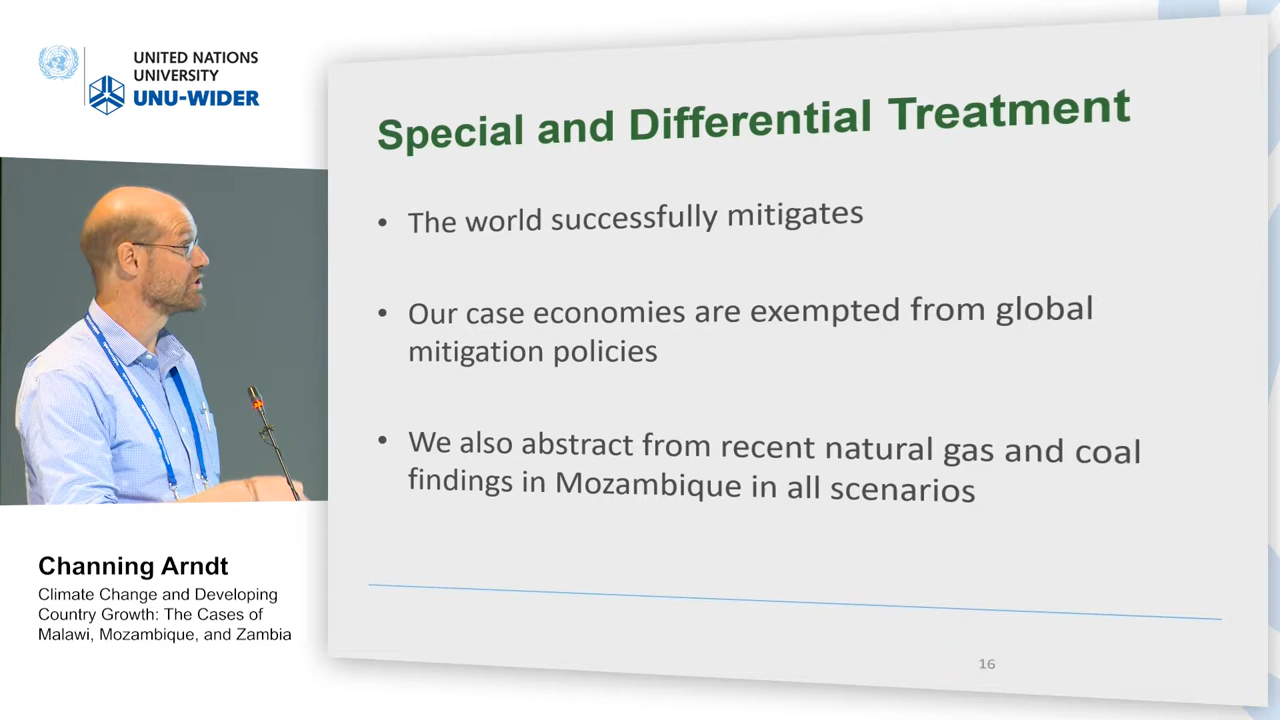 UNITED NATIONS
UNIVERSITY
UNU-WIDER
Special and Differential Treatment
• The world successfully mitigates
• Our case economies are exempted from global
mitigation policies
• We also abstract from recent natural gas and coal
findings in Mozambique in all scenarios
16
Channing Arndt
Climate Change and Developing
Country Growth: The Cases of
Malawi, Mozambique, and Zambia